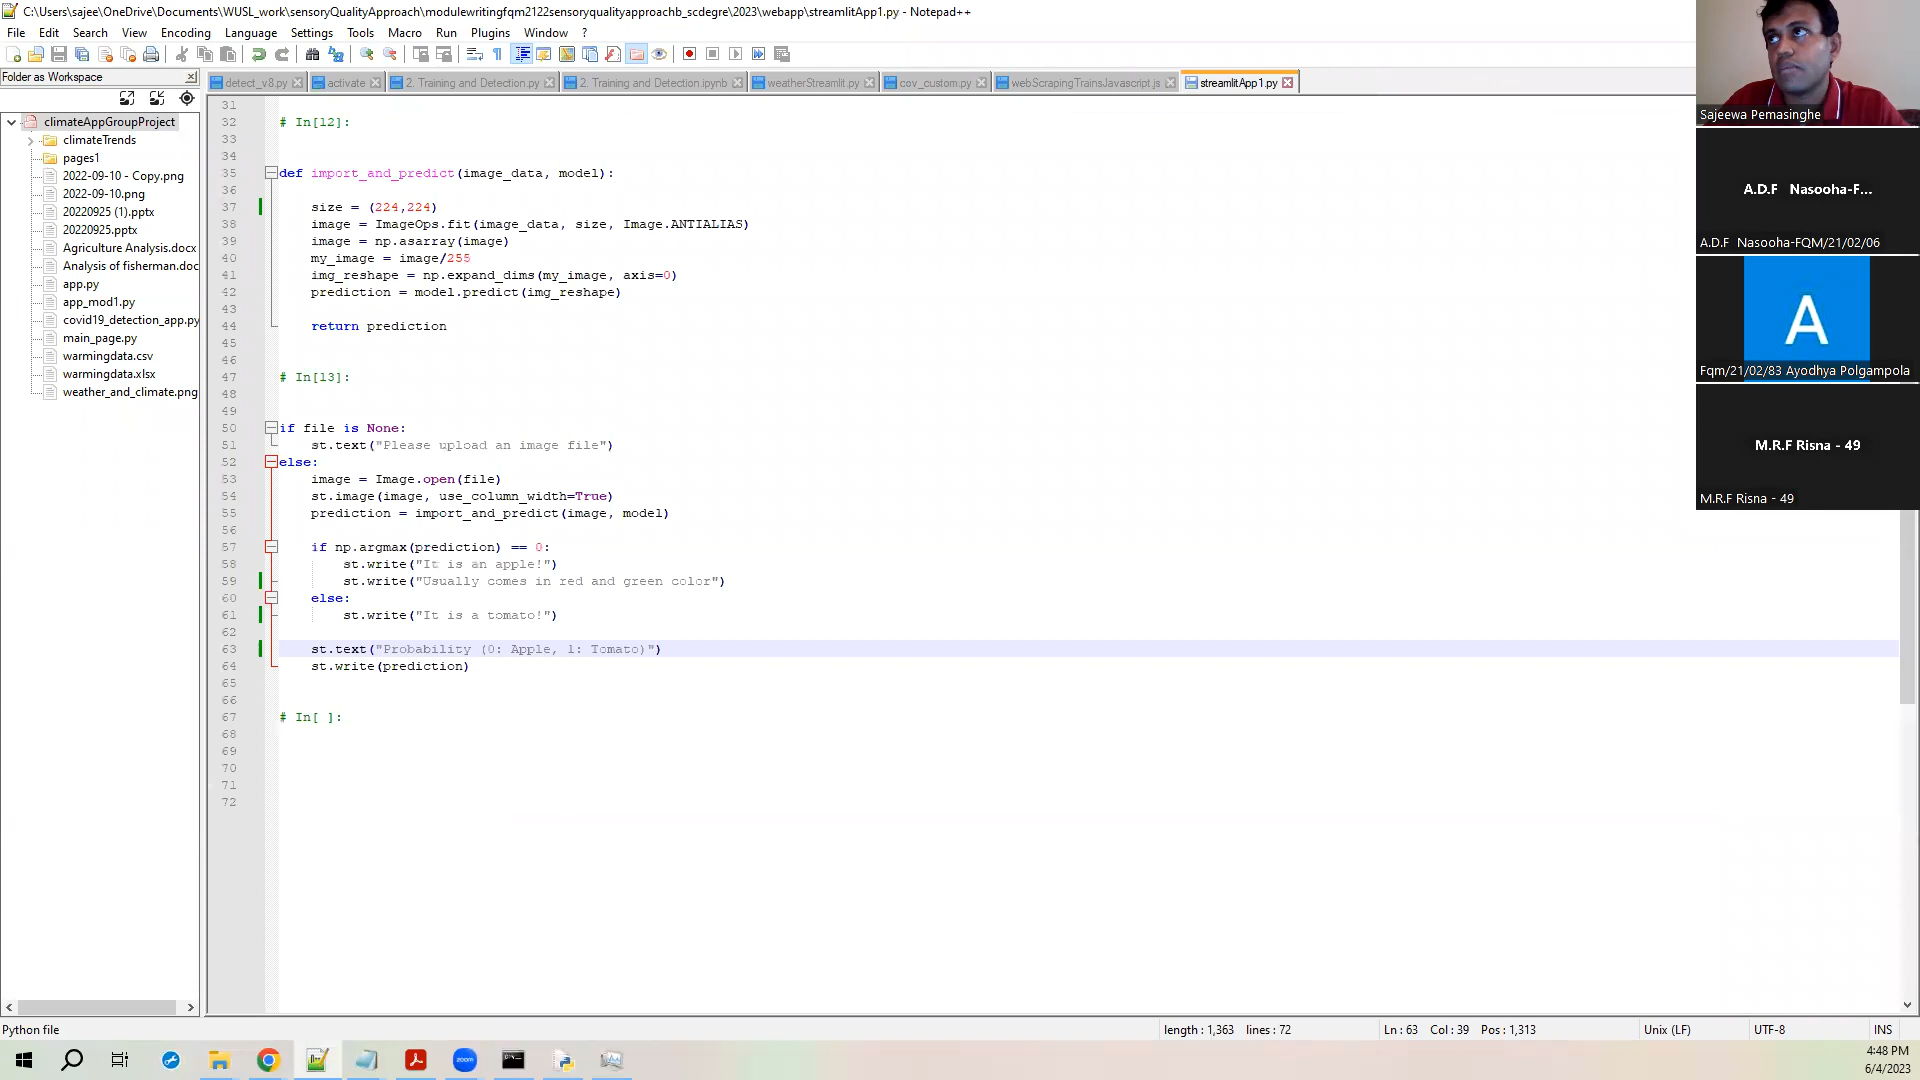 C:\Users\sajee\OneDrive\Documents\WUSL_work\sensoryQualityApproach\modulewritingfqm2122sensoryqualityapproachb_scdegre\2023\webapp\streamlitApp1.py - Notepad++
File Edit Search View Encoding Language Settings Tools Macro Run Plugins Window ?
Folder as Workspace
detect_v8.py activate 2. Training and Detection.py 2. Training and Detection.ipynb weatherStreamlit.py cov_custom.py webScrapingTrainsJavascript.js streamlitApp1.py
climateAppGroupProject
climateTrends
pages1
2022-09-10 - Copy.png
2022-09-10.png
20220925 (1).pptx
20220925.pptx
Agriculture Analysis.docx
Analysis of fisherman.doc
app.py
app_mod1.py
covid19_detection_app.py
main_page.py
warmingdata.csv
warmingdata.xlsx
weather_and_climate.png
31
32 # In[12]:
33
34
35 def import_and_predict(image_data, model):
36
37 size = (224,224)
38 image = ImageOps.fit(image_data, size, Image.ANTIALIAS)
39 image = np.asarray(image)
40 my_image = image/255
41 img_reshape = np.expand_dims(my_image, axis=0)
42 prediction = model.predict(img_reshape)
43
44 return prediction
45
46
47 # In[13]:
48
49
50 if file is None:
51 st.text("Please upload an image file")
52 else:
53 image = Image.open(file)
54 st.image(image, use_column_width=True)
55 prediction = import_and_predict(image, model)
56
57 if np.argmax(prediction) == 0:
58 st.write("It is an apple!")
59 st.write("Usually comes in red and green color")
60 else:
61 st.write("It is a tomato!")
62
63 st.text("Probability (0: Apple, 1: Tomato)")
64 st.write(prediction)
65
66
67 # In[ ]:
68
69
70
71
72
Sajeewa Pemasinghe
A.D.F Nasooha-F...
A.D.F Nasooha-FQM/21/02/06
A
Fqm/21/02/83 Ayodhya Polgampola
M.R.F Risna - 49
M.R.F Risna - 49
Python file
length : 1,363 lines : 72
Ln : 63 Col : 39 Pos : 1,313
Unix (LF)
UTF-8
INS
zoom
4:48 PM
6/4/2023